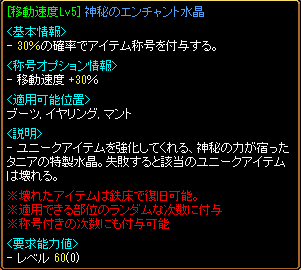 [移動速度Lv5] 神秘のエンチャント水晶
<基本情報>
- 30%の確率でアイテム称号を付与する。
<称号オプション情報>
- 移動速度 +30%
<適用可能位置>
ブーツ, イヤリング, マント
<説明>
- ユニークアイテムを強化してくれる、神秘の力が宿った
タニアの特製水晶。失敗すると該当のユニークアイテム
は壊れる。
※壊れたアイテムは鉄床で復旧可能。
※適用できる部位のランダムな次数に付与
※称号付きの次数にも付与可能
<要求能力値>
- レベル 60(0)